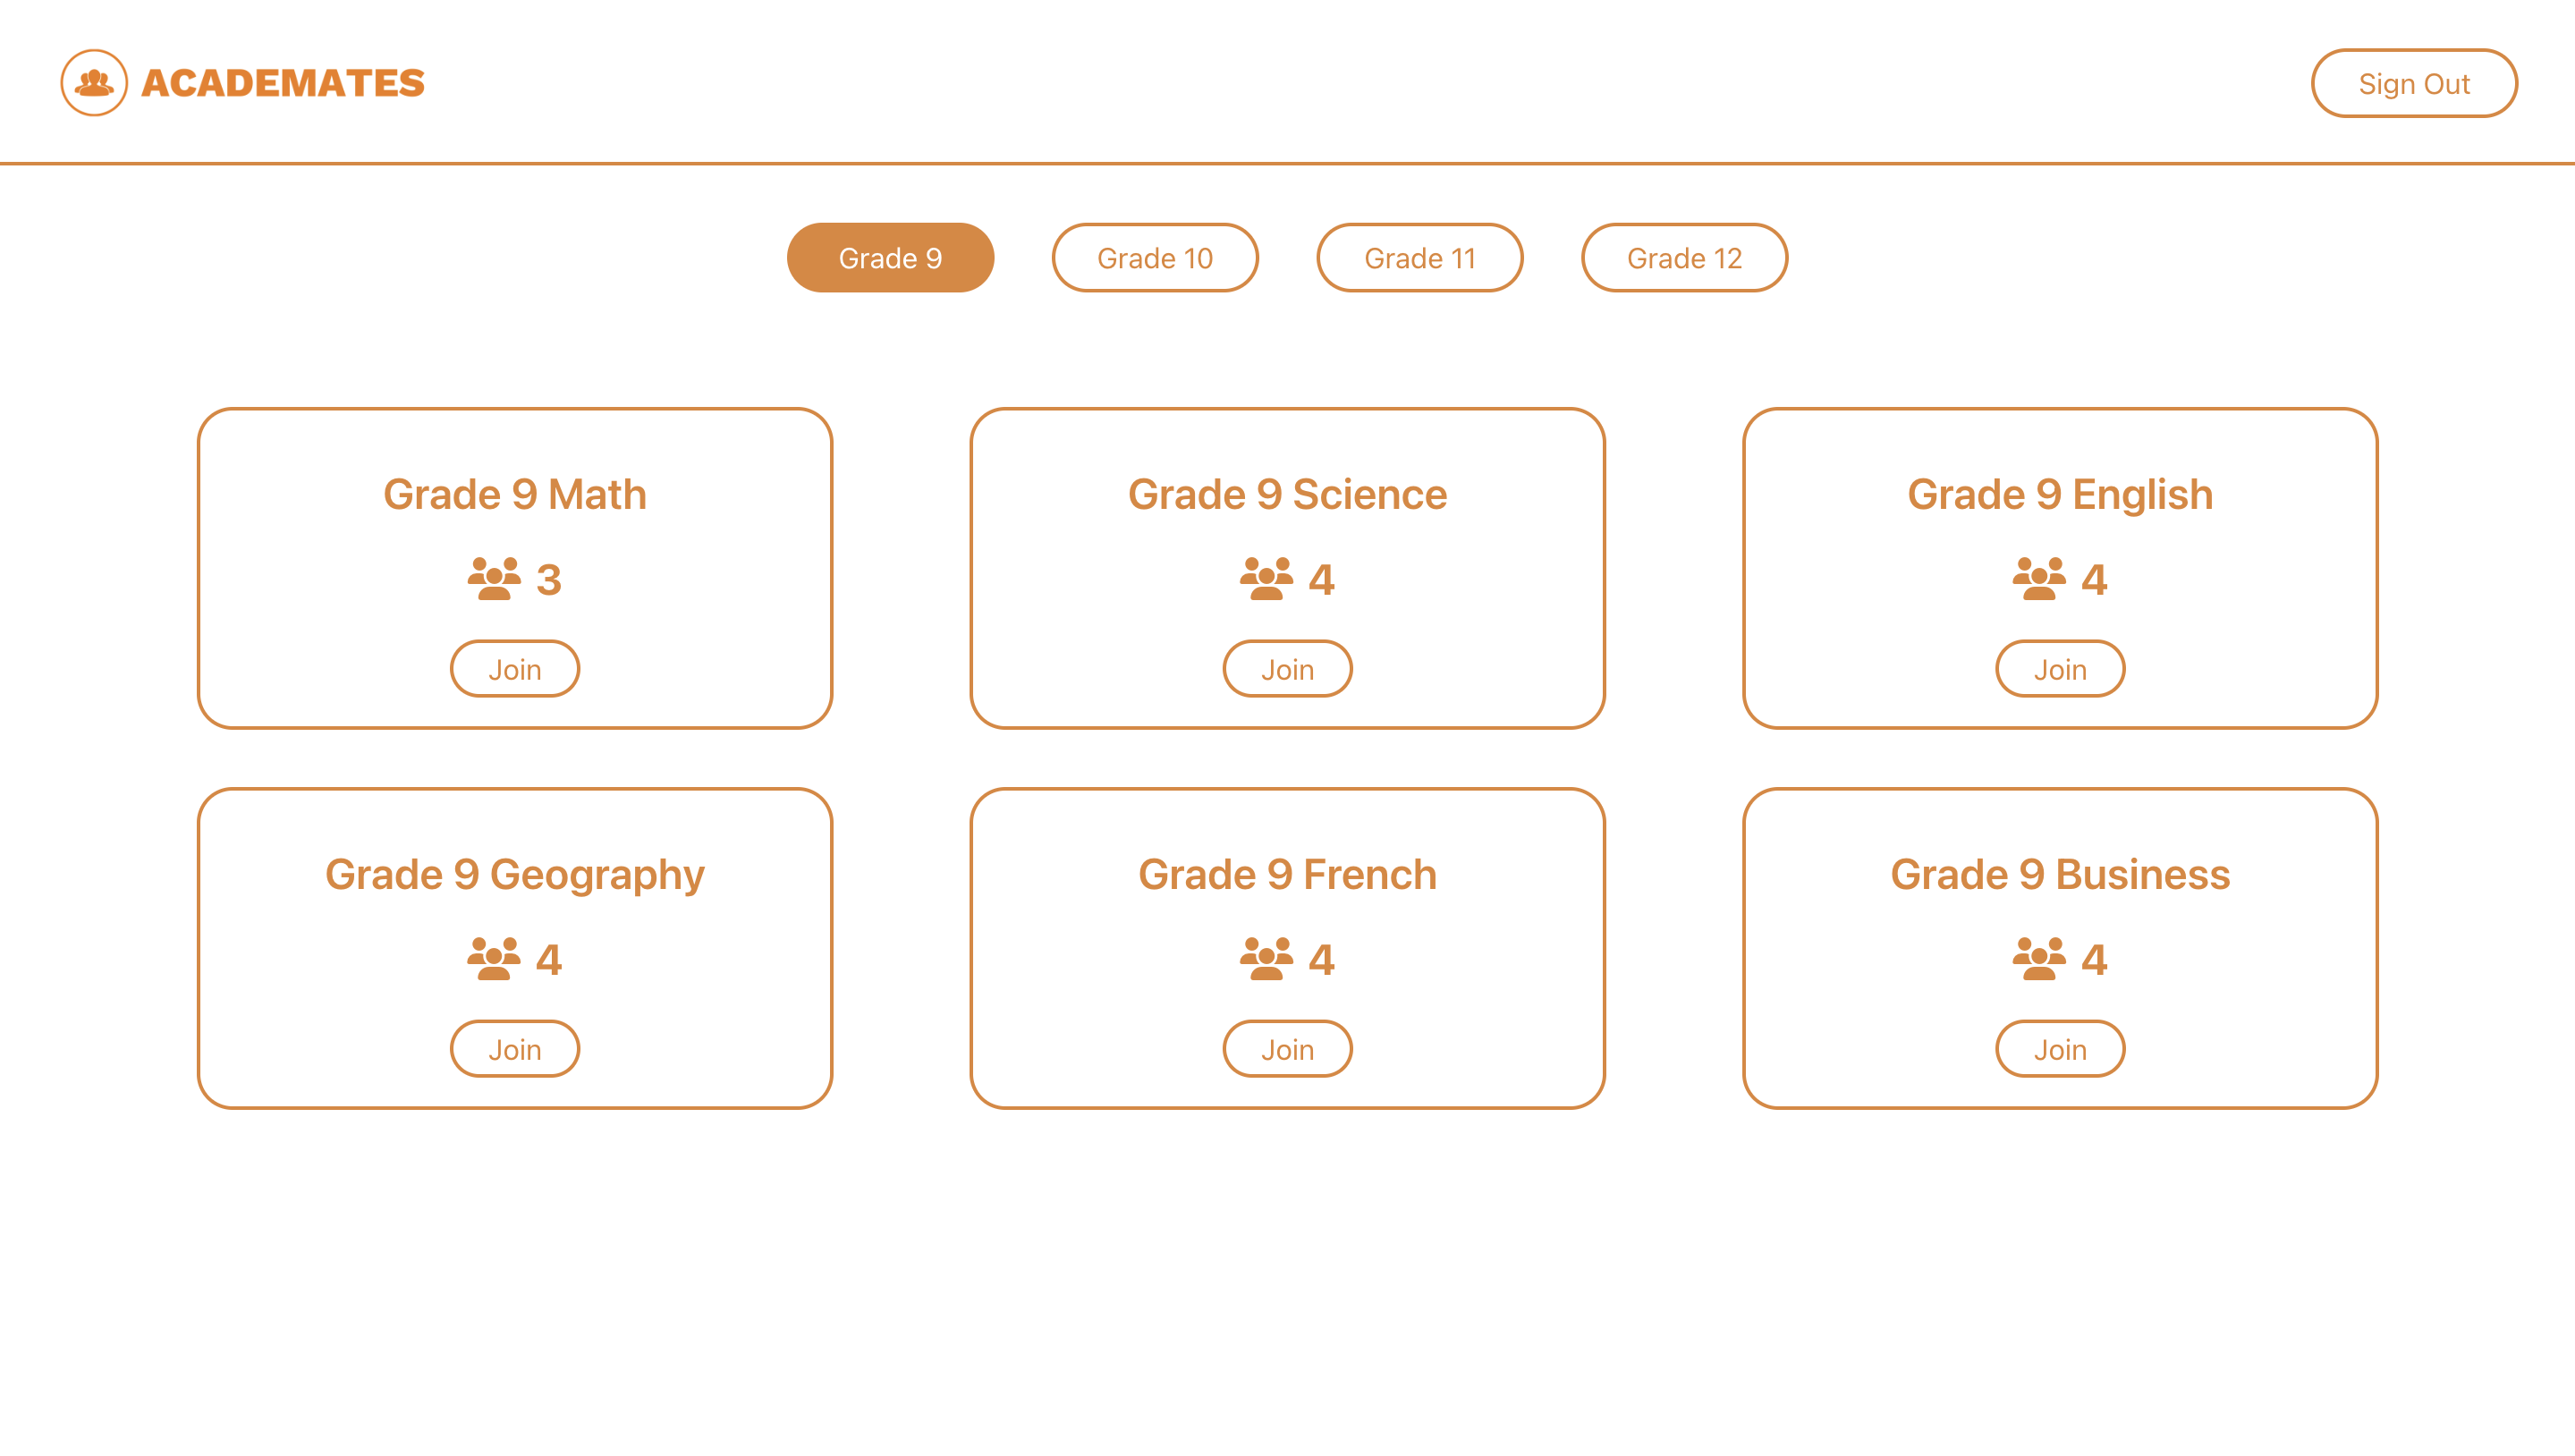 ACADEMATES
Sign Out
Grade 9
Grade 10
Grade 11
Grade 12
Grade 9 Math
3
Join
Grade 9 Science
4
Join
Grade 9 English
4
Join
Grade 9 Geography
4
Join
Grade 9 French
4
Join
Grade 9 Business
4
Join